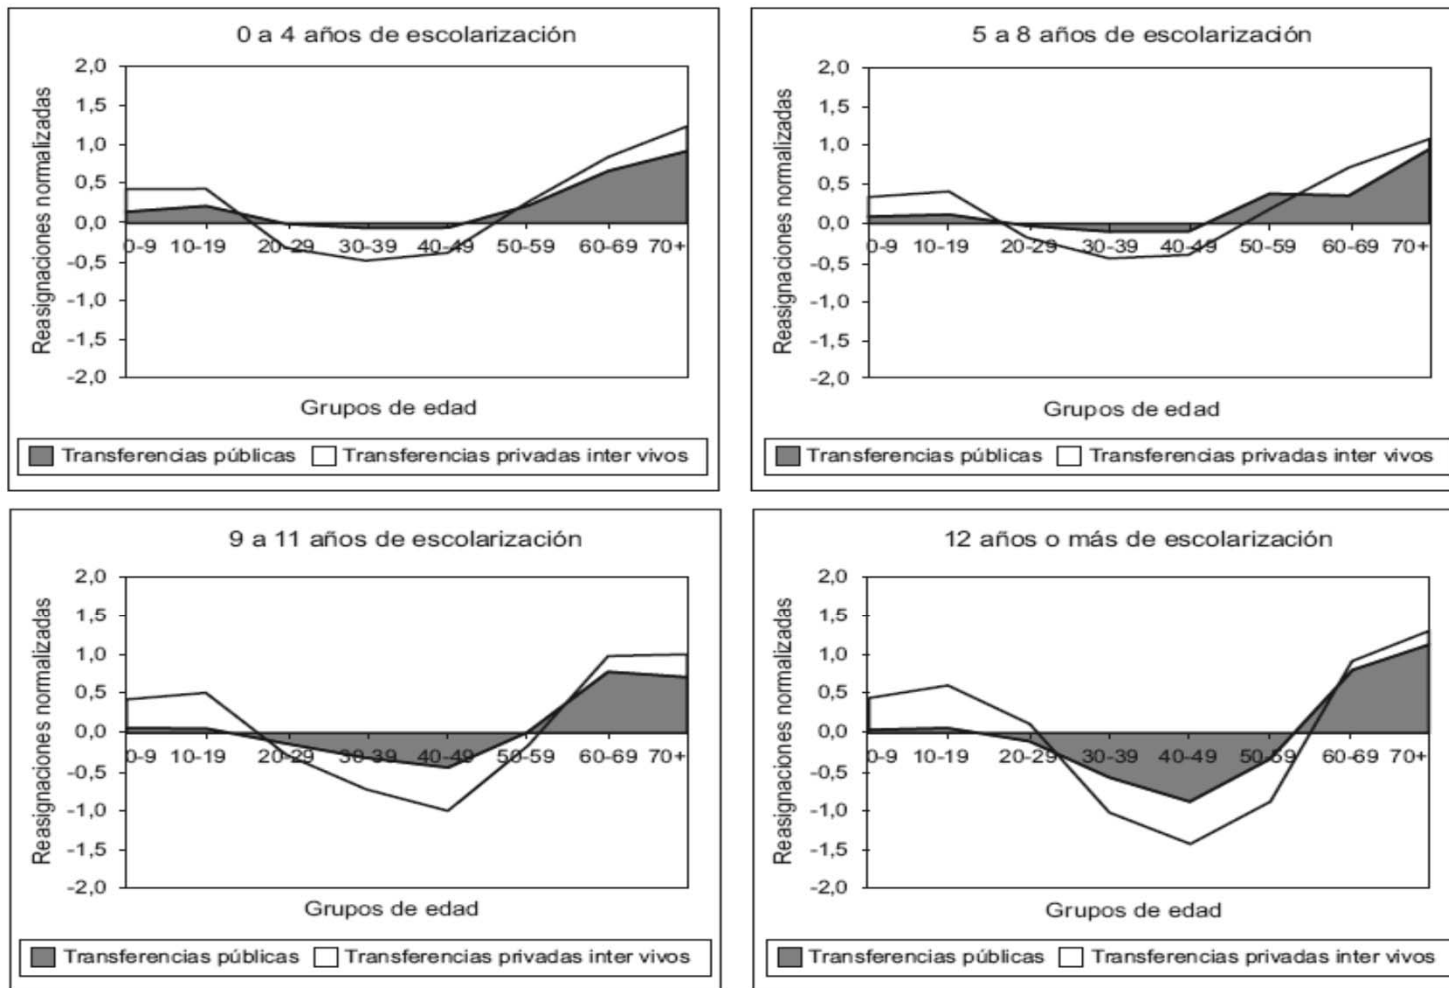 0 a 4 años de escolarización
Reasignaciones normalizadas
2,0
1,5
1,0
0,5
0,0
-0,5
-1,0
-1,5
-2,0
0-9 10-19 20-29 30-39 40-49 50-59 60-69 70+
Grupos de edad
Transferencias públicas Transferencias privadas inter vivos
5 a 8 años de escolarización
Reasignaciones normalizadas
2,0
1,5
1,0
0,5
0,0
-0,5
-1,0
-1,5
-2,0
0-9 10-19 20-29 30-39 40-49 50-59 60-69 70+
Grupos de edad
Transferencias públicas Transferencias privadas inter vivos
9 a 11 años de escolarización
Reasignaciones normalizadas
2,0
1,5
1,0
0,5
0,0
-0,5
-1,0
-1,5
-2,0
0-9 10-19 20-29 30-39 40-49 50-59 60-69 70+
Grupos de edad
Transferencias públicas Transferencias privadas inter vivos
12 años o más de escolarización
Reasignaciones normalizadas
2,0
1,5
1,0
0,5
0,0
-0,5
-1,0
-1,5
-2,0
0-9 10-19 20-29 30-39 40-49 50-59 60-69 70+
Grupos de edad
Transferencias públicas Transferencias privadas inter vivos